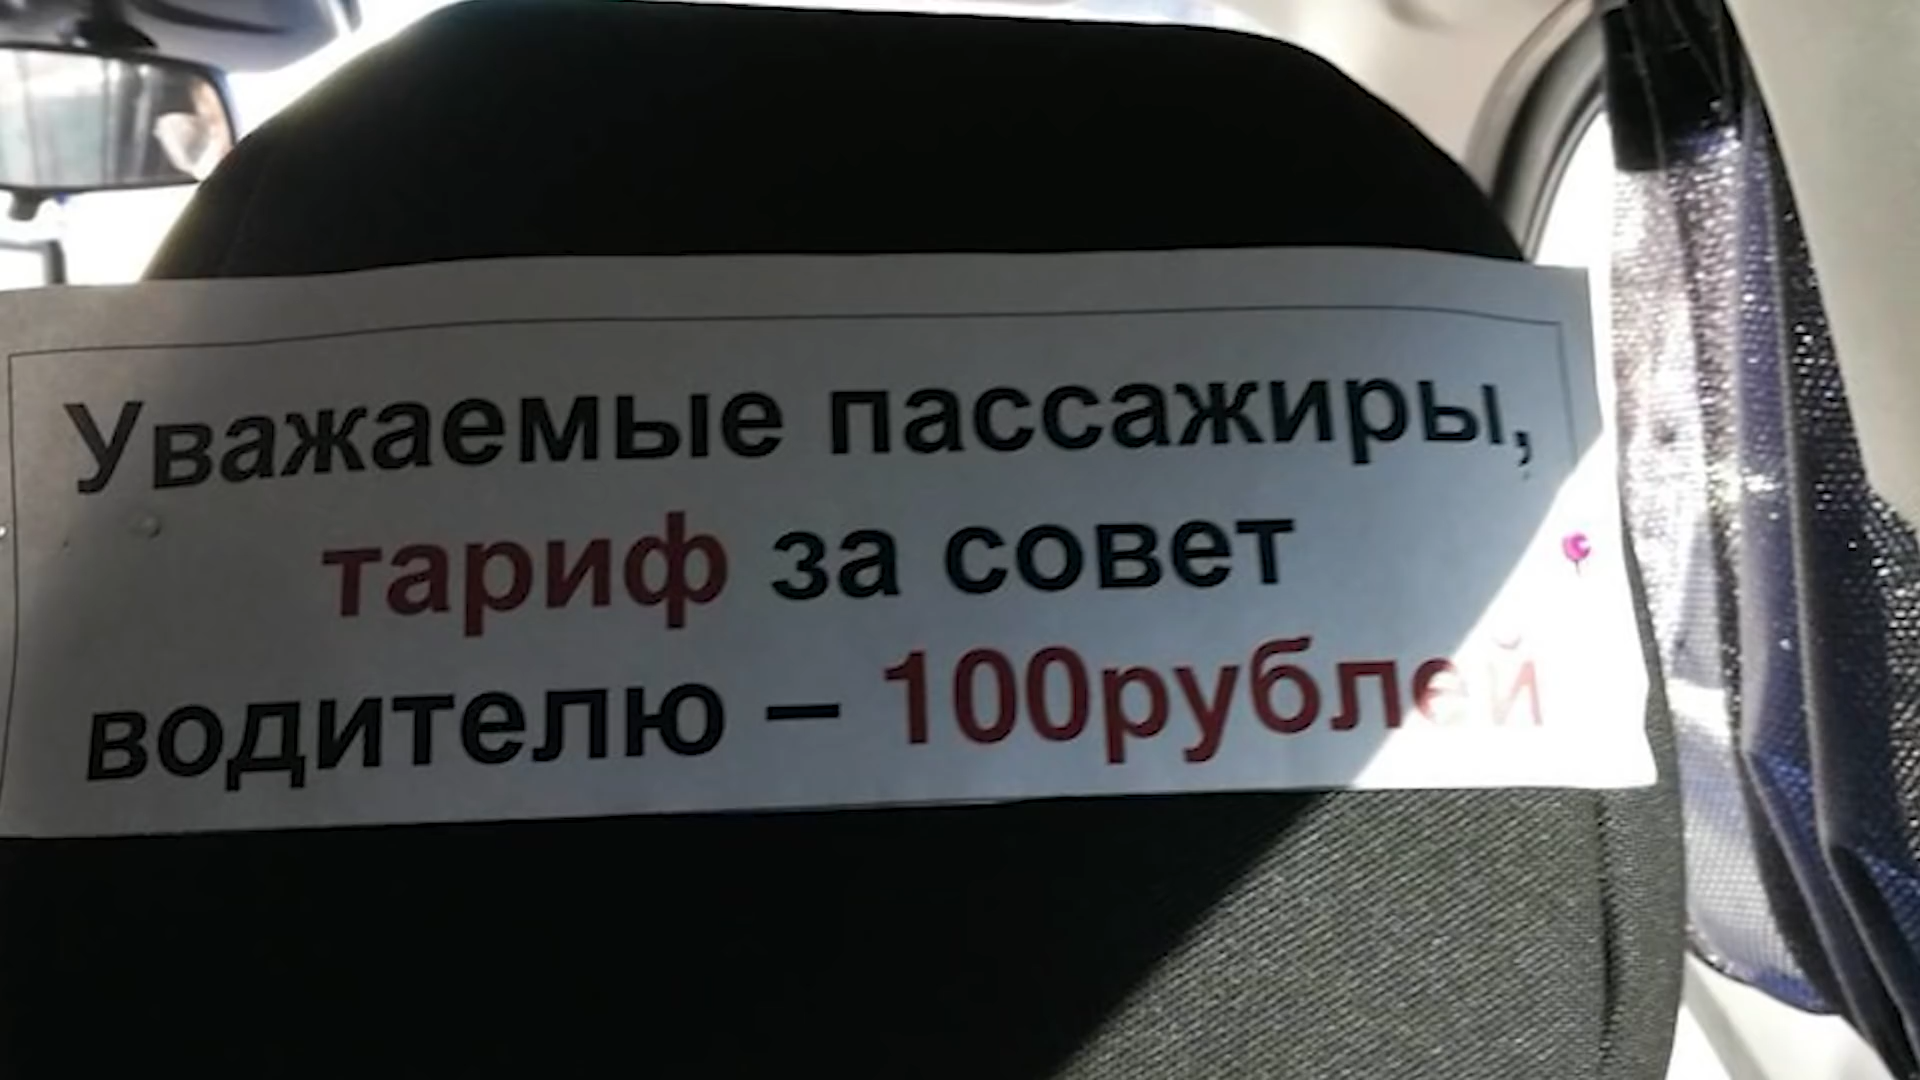 Уважаемые пассажиры,
тариф за совет
водителю – 100рублей